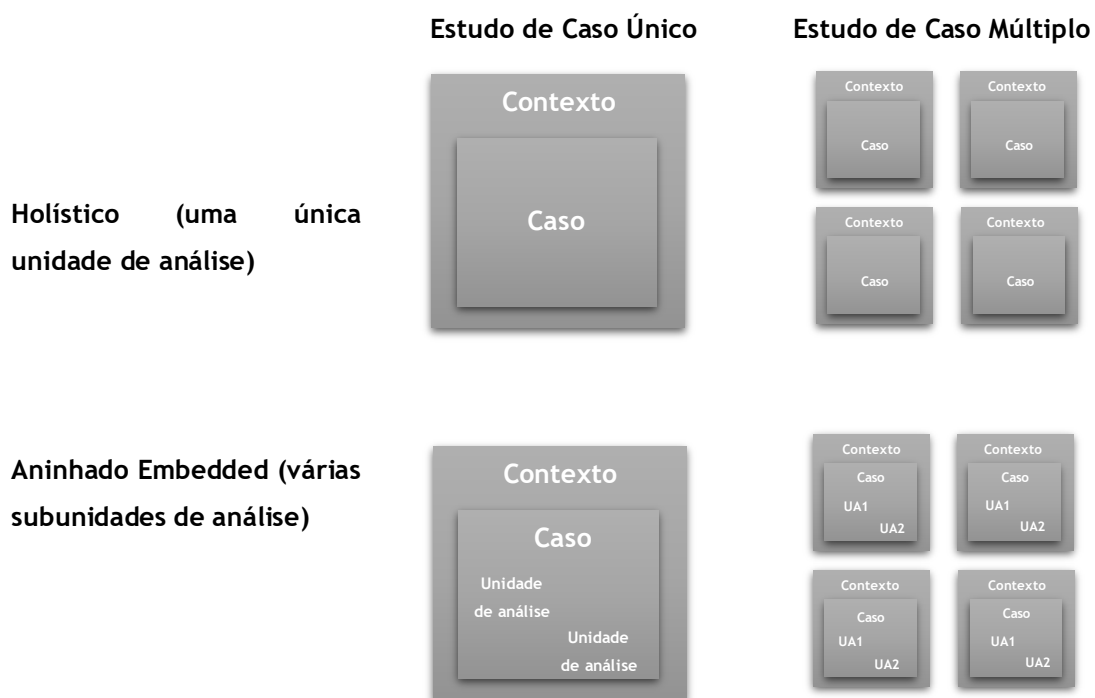 Estudo de Caso Único
Estudo de Caso Múltiplo
Holístico (uma única
unidade de análise)
Contexto
Caso
Contexto
Contexto
Caso
Caso
Contexto
Contexto
Caso
Caso
Aninhado Embedded (várias
subunidades de análise)
Contexto
Caso
Unidade
de análise
Unidade
de análise
Contexto
Caso
UA1
UA2
Contexto
Caso
UA1
UA2
Contexto
Caso
UA1
UA2
Contexto
Caso
UA1
UA2